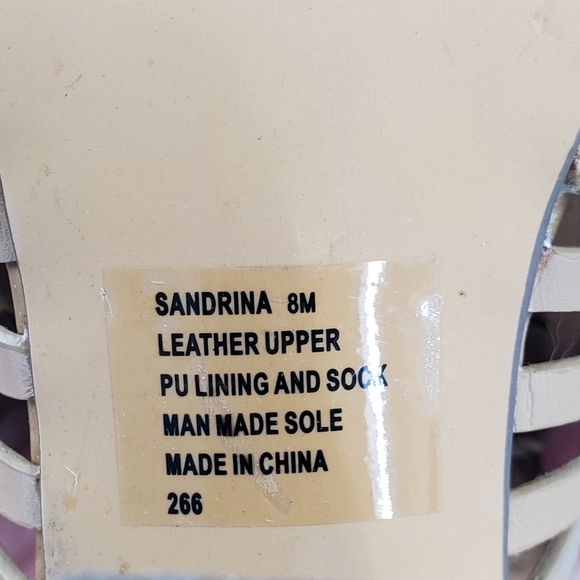 SANDRINA 8M
LEATHER UPPER
PU LINING AND SOCK
MAN MADE SOLE
MADE IN CHINA
266